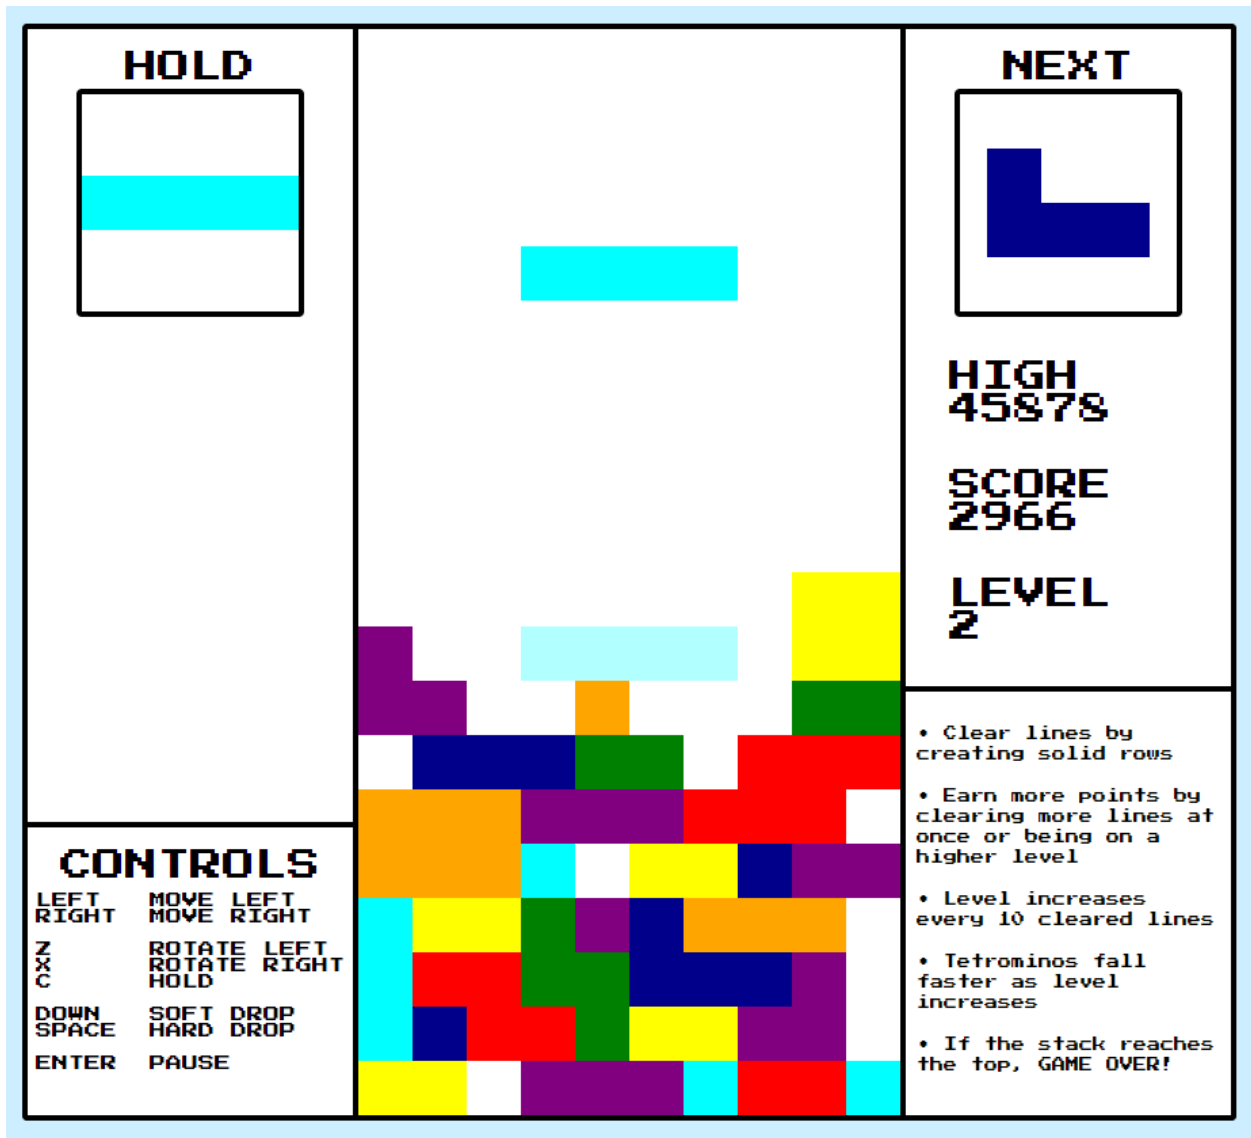 HOLD
CONTROLS
LEFT MOVE LEFT
RIGHT MOVE RIGHT
Z ROTATE LEFT
X ROTATE RIGHT
C HOLD
DOWN SOFT DROP
SPACE HARD DROP
ENTER PAUSE
NEXT
HIGH
45878
SCORE
2966
LEVEL
2
• Clear lines by
creating solid rows
• Earn more points by
clearing more lines at
once or being on a
higher level
• Level increases
every 10 cleared lines
• Tetrominos fall
faster as level
increases
• If the stack reaches
the top, GAME OVER!